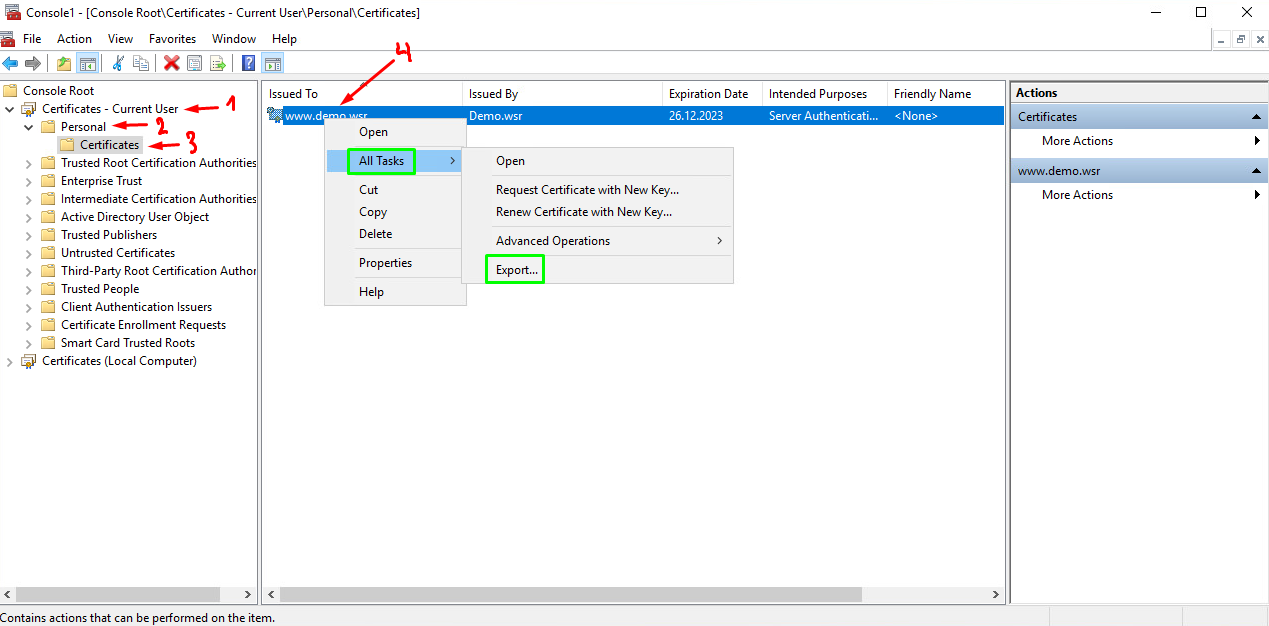 Console1 - [Console Root\Certificates - Current User\Personal\Certificates]
File Action View Favorites Window Help
4
Console Root
Certificates - Current User 1
Personal 2
Certificates 3
Trusted Root Certification Authorities
Enterprise Trust
Intermediate Certification Authorities
Active Directory User Object
Trusted Publishers
Untrusted Certificates
Third-Party Root Certification Author
Trusted People
Client Authentication Issuers
Certificate Enrollment Requests
Smart Card Trusted Roots
Certificates (Local Computer)
Issued To Issued By Expiration Date Intended Purposes Friendly Name
www.demo.wsr Demo.wsr 26.12.2023 Server Authenticati... <None>
Open
All Tasks
Cut
Copy
Delete
Properties
Help
Open
Request Certificate with New Key...
Renew Certificate with New Key...
Advanced Operations
Export...
Actions
Certificates
More Actions
www.demo.wsr
More Actions
Contains actions that can be performed on the item.